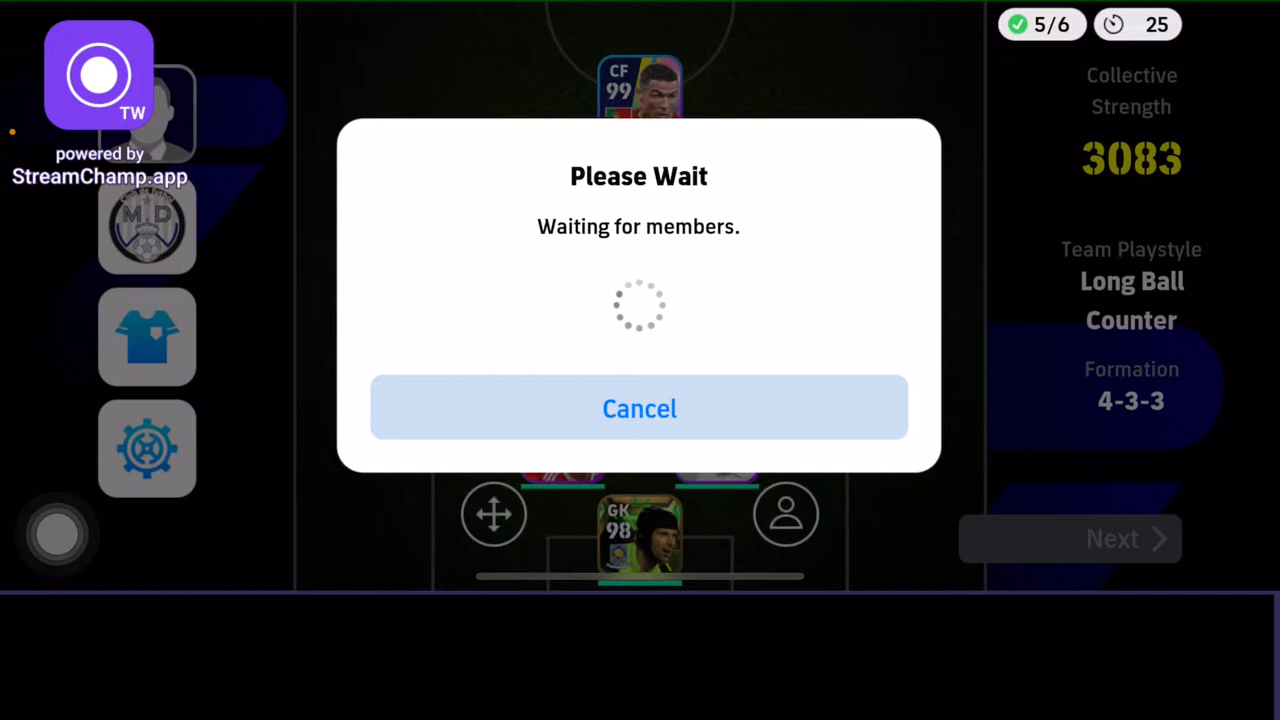 TW
powered by
StreamChamp.app
M.D
5/6
25
CF
99
Collective
Strength
3083
Team Playstyle
Long Ball
Counter
Formation
4-3-3
Please Wait
Waiting for members.
Cancel
GK
98
Next